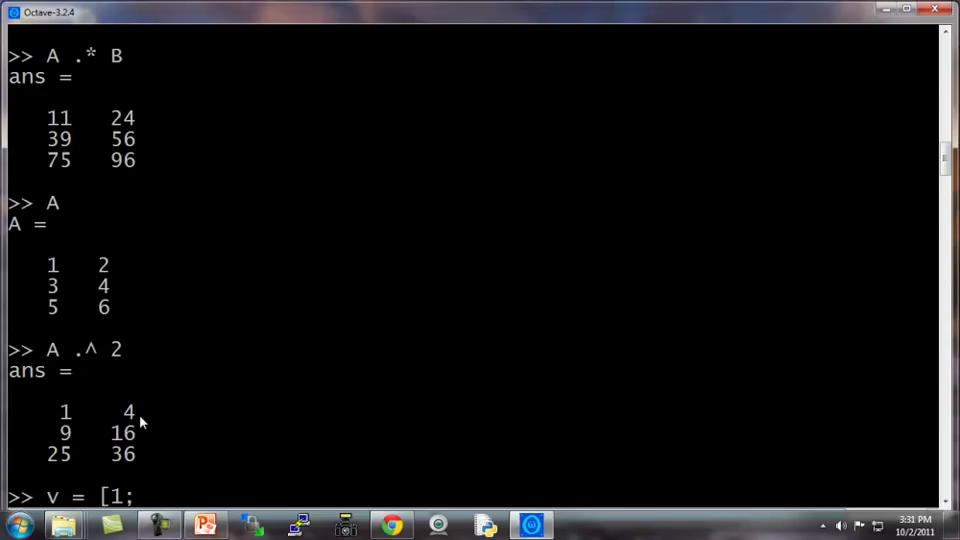 Octave-3.2.4
>> A .* B
ans =
11 24
39 56
75 96
>> A
A =
1 2
3 4
5 6
>> A .^ 2
ans =
1 4
9 16
25 36
>> v = [1;
3:31 PM
10/2/2011